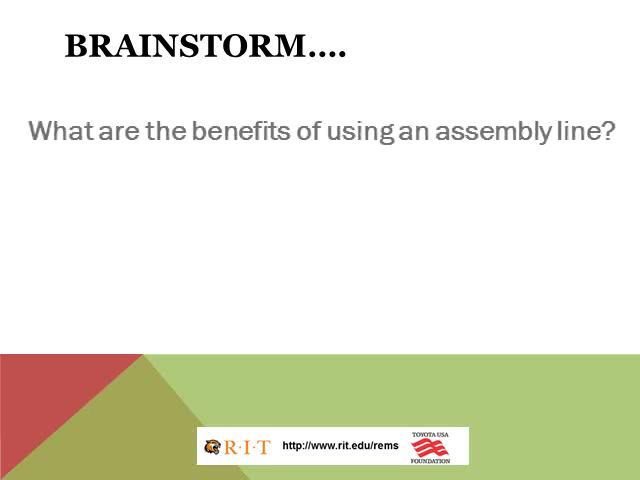 BRAINSTORM....
What are the benefits of using an assembly line?
R·I·T http://www.rit.edu/rems
TOYOTA USA
FOUNDATION